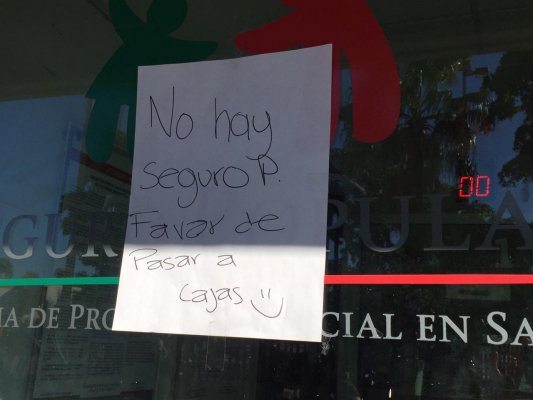 No hay
Seguro P.
Favor de
Pasar a
Cajas
00
GUR PULA
IA DE PRO CIAL EN SA